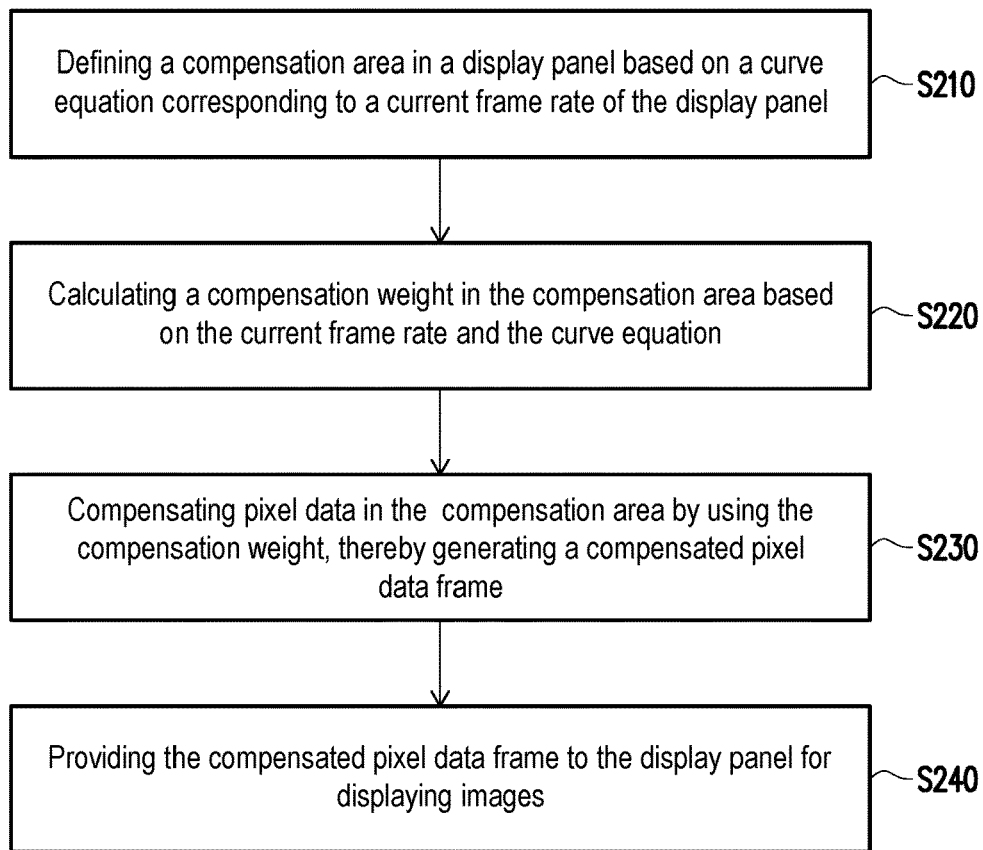 Defining a compensation area in a display panel based on a curve
equation corresponding to a current frame rate of the display panel
S210
Calculating a compensation weight in the compensation area based
on the current frame rate and the curve equation
S220
Compensating pixel data in the compensation area by using the
compensation weight, thereby generating a compensated pixel
data frame
S230
Providing the compensated pixel data frame to the display panel for
displaying images
S240